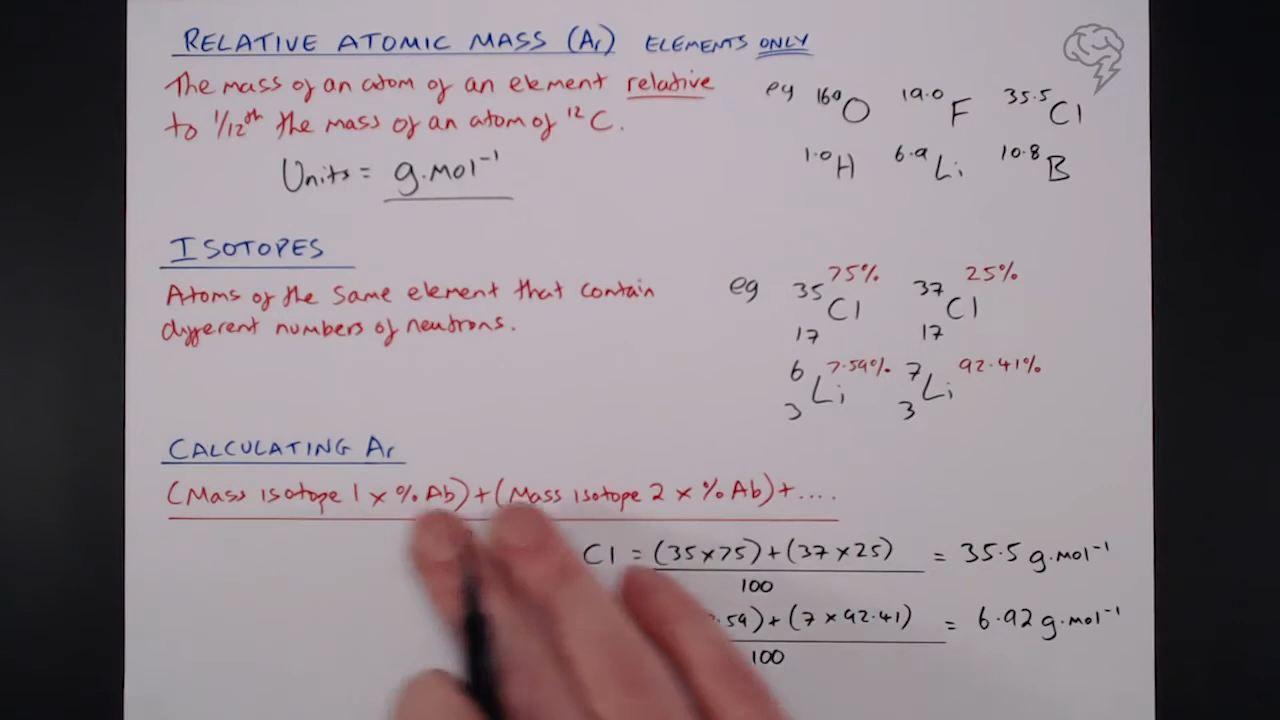 RELATIVE ATOMIC MASS (Ar) ELEMENTS ONLY
The mass of an atom of an element relative
to 1/12th the mass of an atom of ¹²C.
Units = g.mol⁻¹
eg ¹⁶·⁰O ¹⁹·⁰F ³⁵·⁵Cl
¹·⁰H ⁶·⁹Li ¹⁰·⁸B
ISOTOPES
Atoms of the same element that contain
different numbers of neutrons.
eg 35 Cl 75% 37 Cl 25%
17 17
6 Li 7.59% 7 Li 92.41%
3 3
CALCULATING Ar
(Mass isotope 1 x % Ab) + (Mass isotope 2 x % Ab) + ....
Cl = (35 x 75) + (37 x 25) = 35.5 g.mol⁻¹
100
.59) + (7 x 92.41) = 6.92 g.mol⁻¹
100